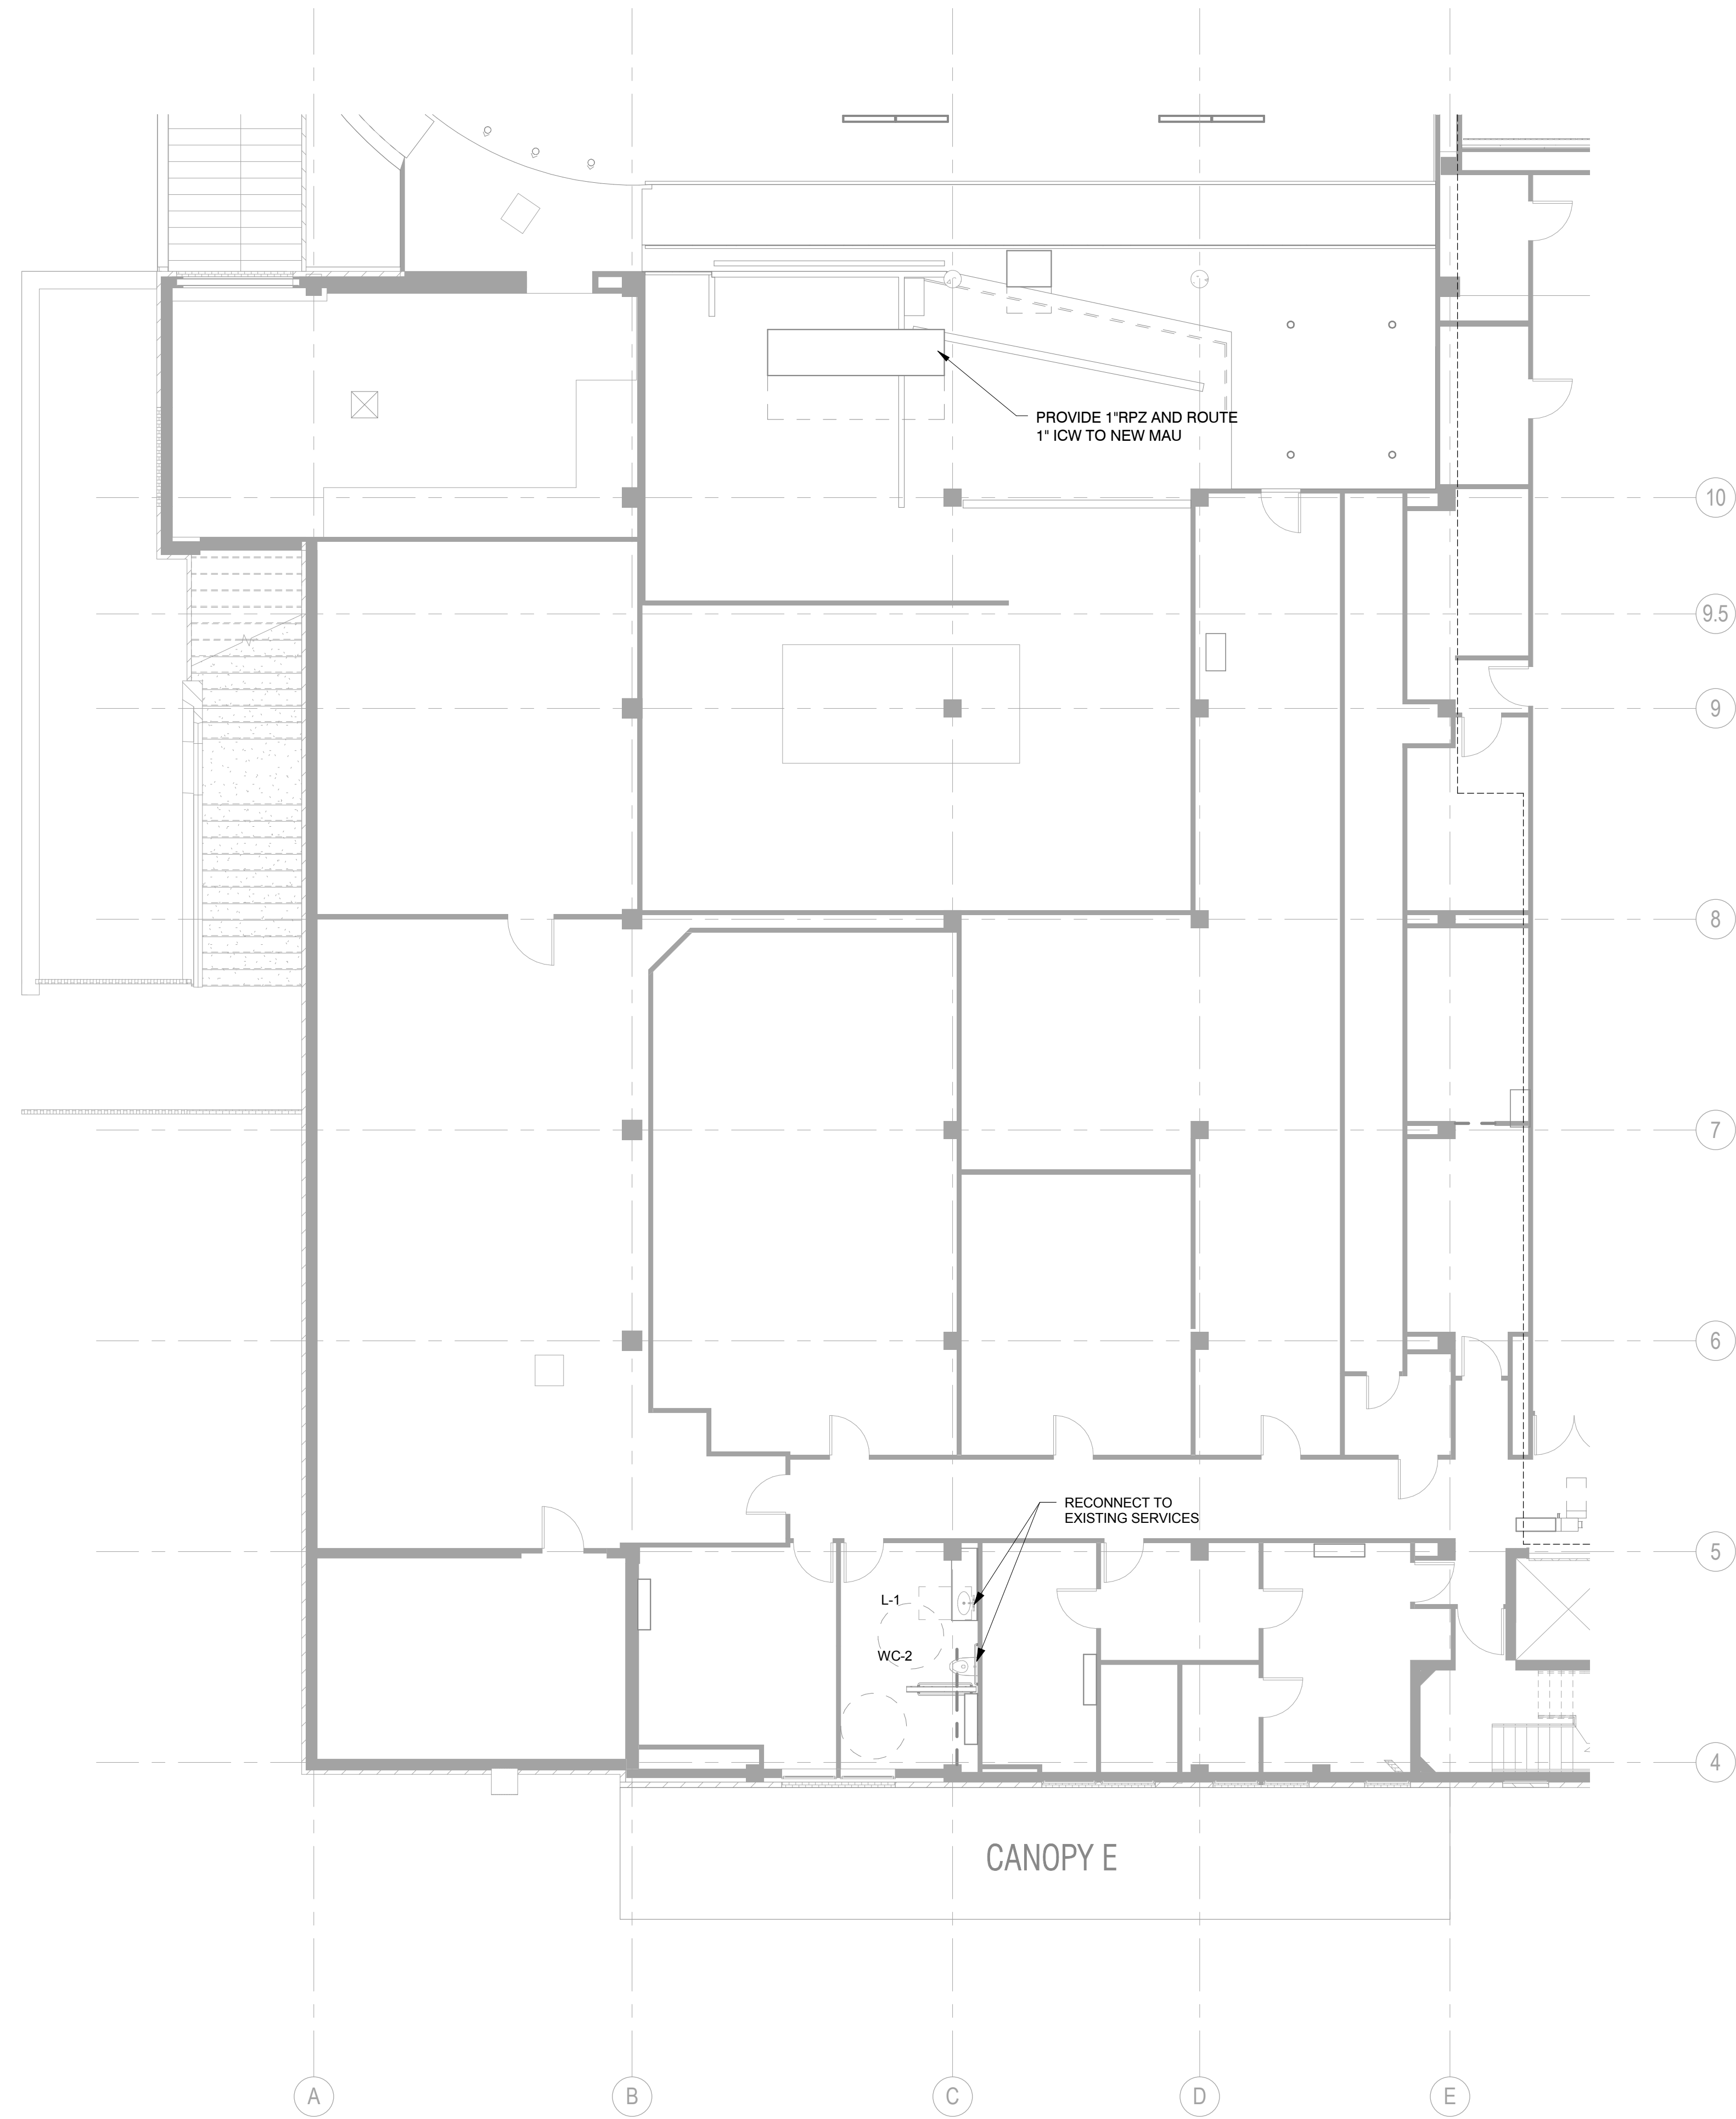 PROVIDE 1"RPZ AND ROUTE
1" ICW TO NEW MAU
10
9.5
9
8
7
6
RECONNECT TO
EXISTING SERVICES
5
L-1
WC-2
4
CANOPY E
A
B
C
D
E